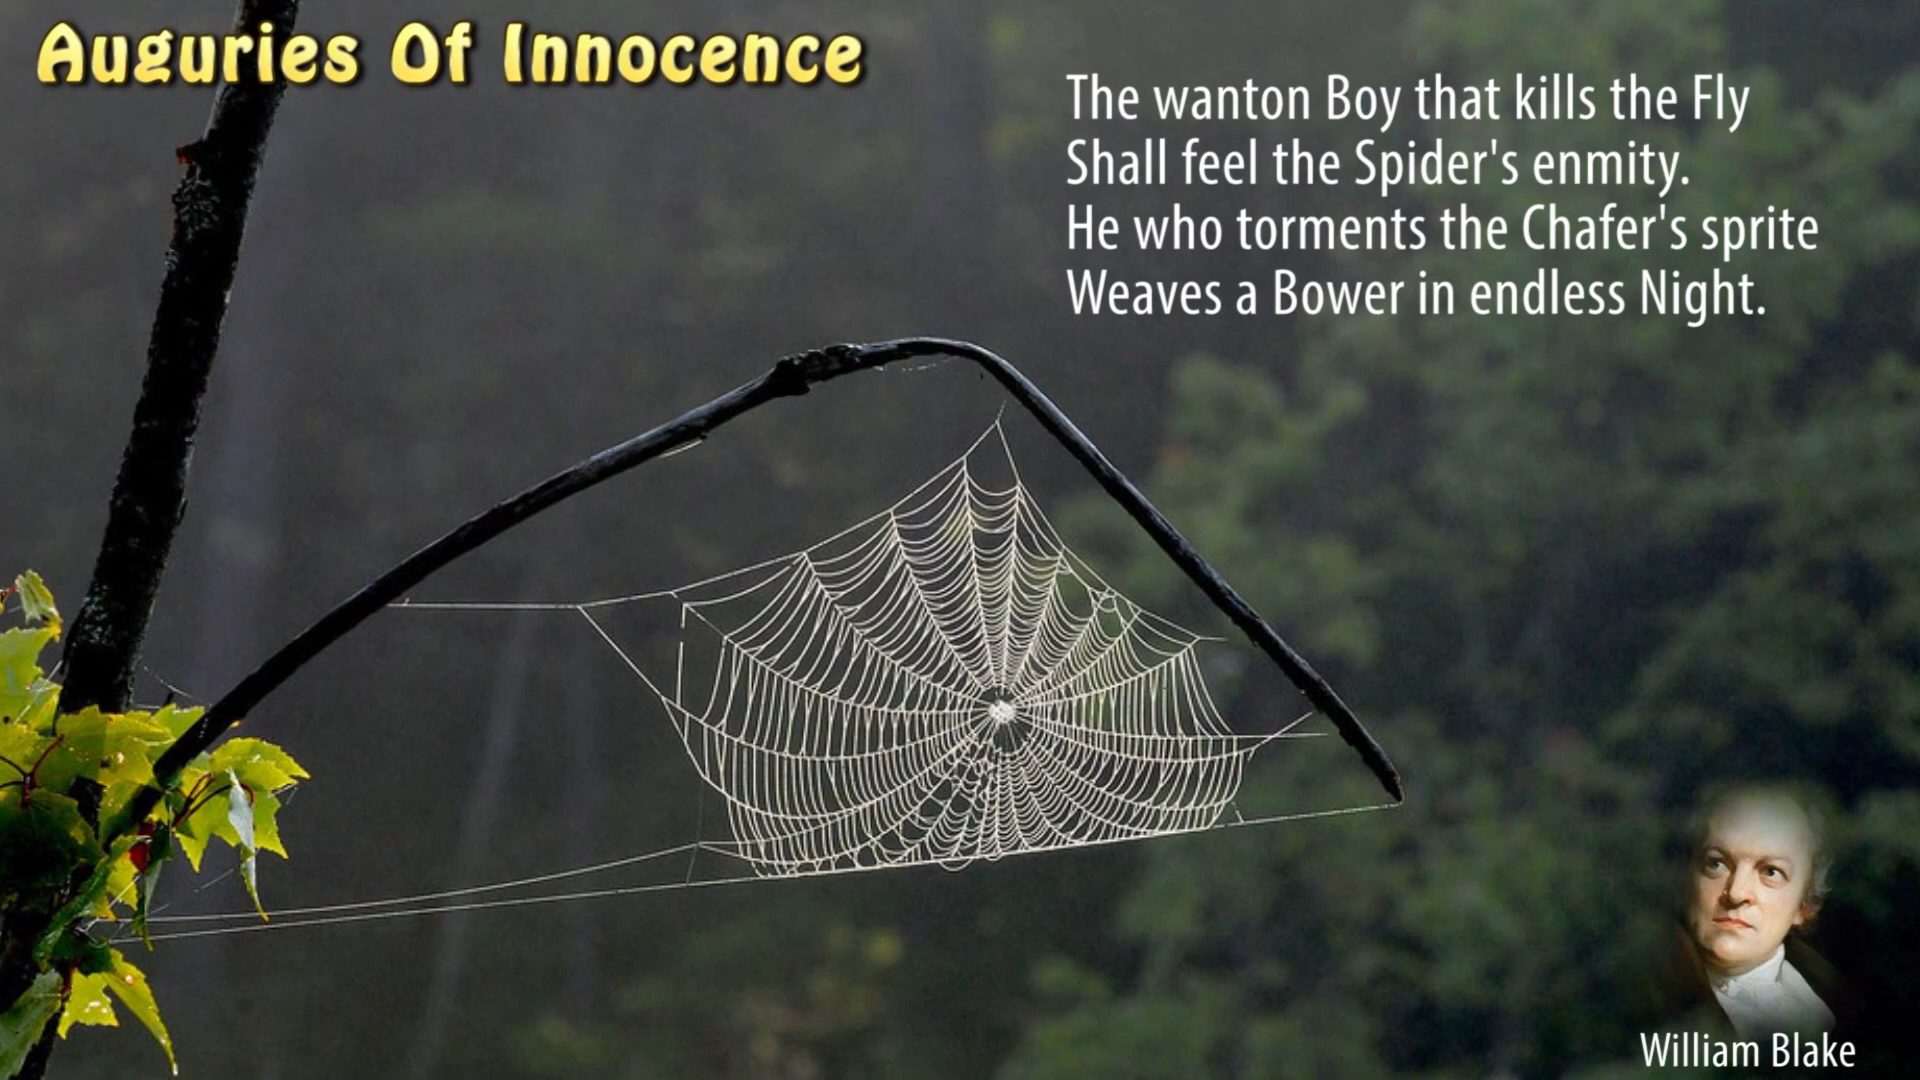 Auguries Of Innocence
The wanton Boy that kills the Fly
Shall feel the Spider's enmity.
He who torments the Chafer's sprite
Weaves a Bower in endless Night.
William Blake